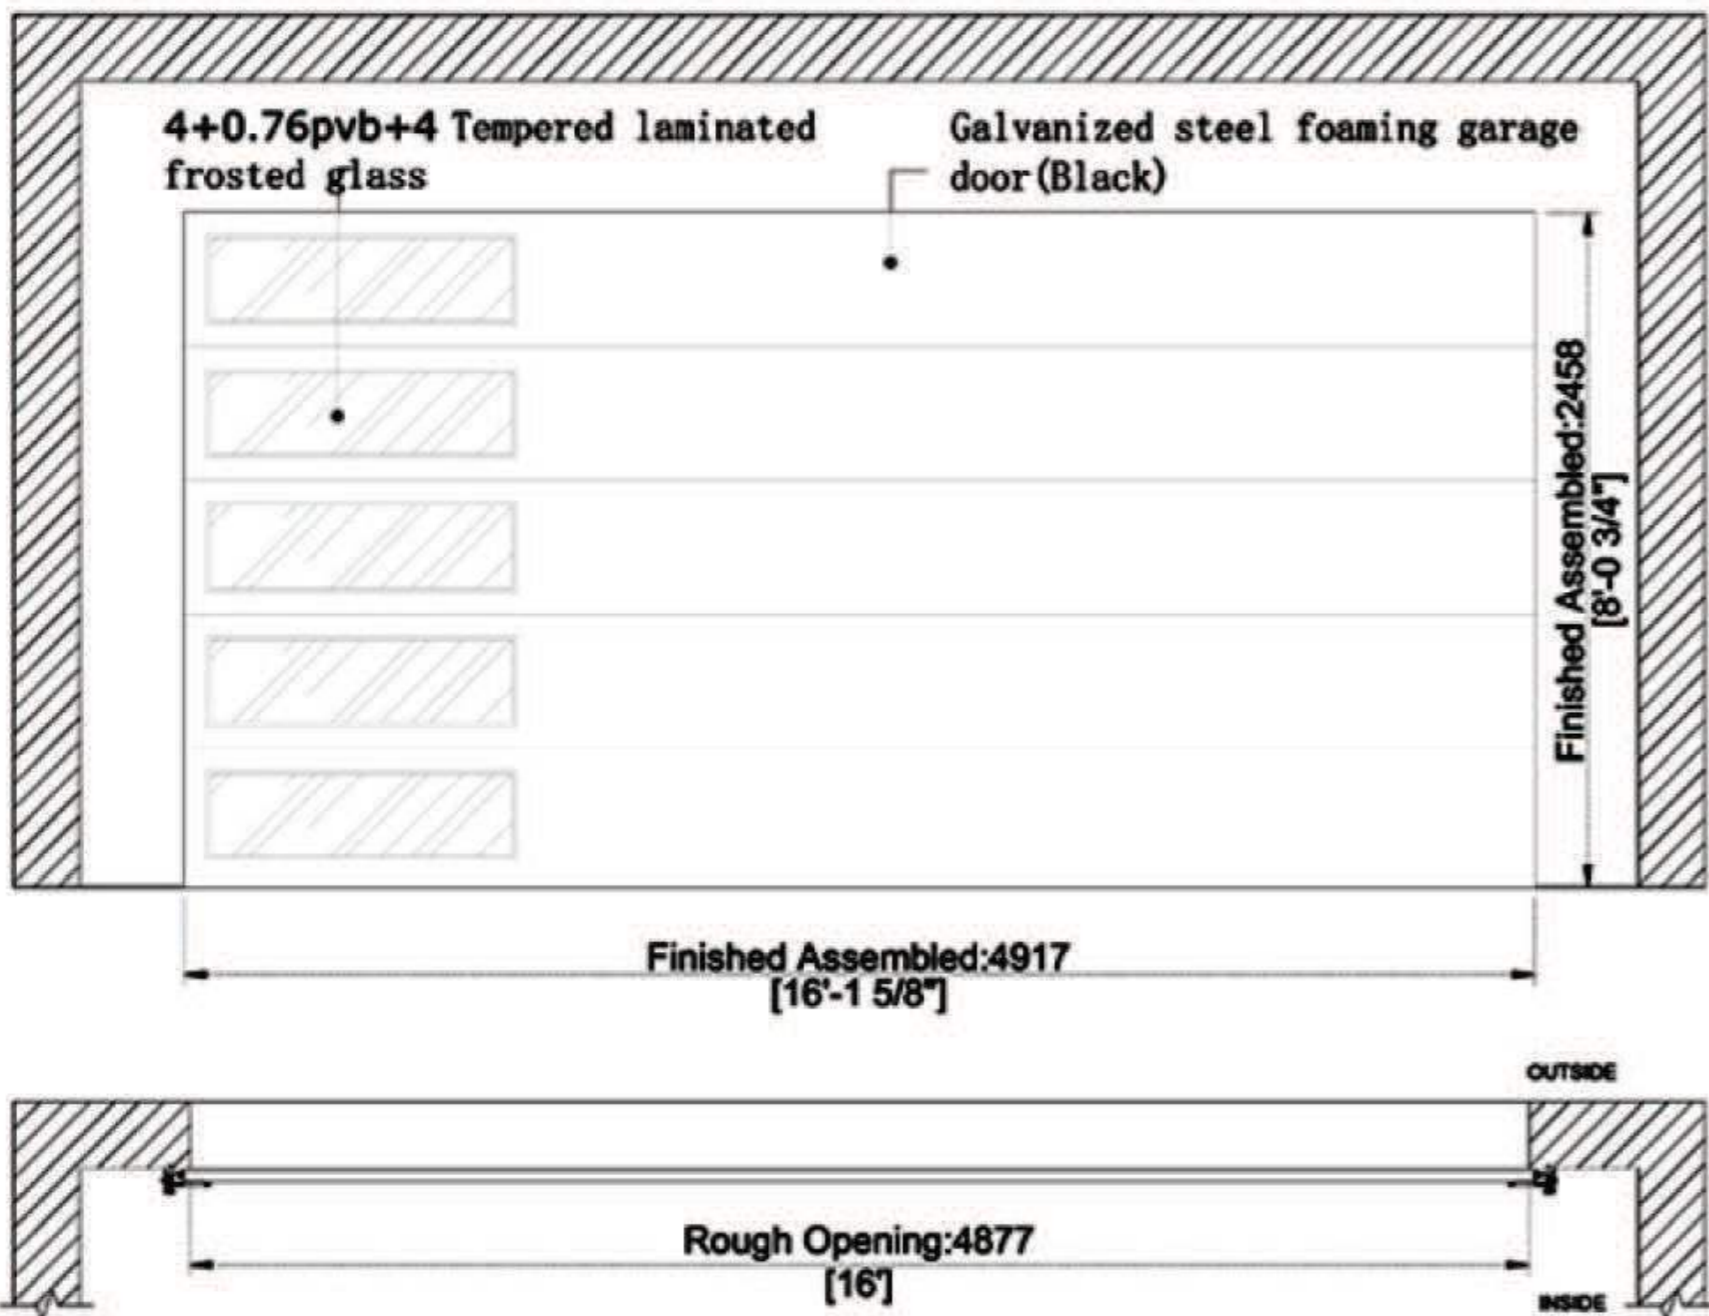 4+0.76pvb+4 Tempered laminated
frosted glass
Galvanized steel foaming garage
door(Black)
Finished Assembled:2458
[8'-0 3/4"]
Finished Assembled:4917
[16'-1 5/8"]
OUTSIDE
Rough Opening:4877
[16']
INSIDE